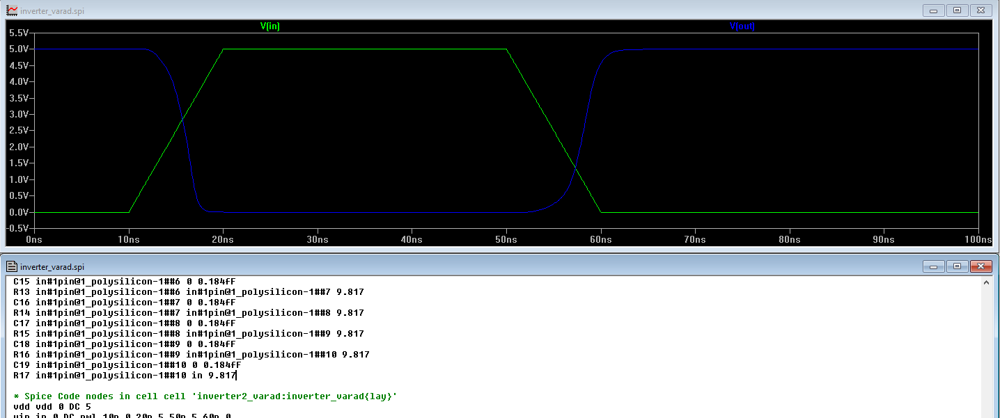 inverter_varad.spi
V(in) V(out)
5.5V
5.0V
4.5V
4.0V
3.5V
3.0V
2.5V
2.0V
1.5V
1.0V
0.5V
0.0V
-0.5V
0ns 10ns 20ns 30ns 40ns 50ns 60ns 70ns 80ns 90ns 100ns
inverter_varad.spi
C15 in#1pin@1_polysilicon-1##6 0 0.184fF
R13 in#1pin@1_polysilicon-1##6 in#1pin@1_polysilicon-1##7 9.817
C16 in#1pin@1_polysilicon-1##7 0 0.184fF
R14 in#1pin@1_polysilicon-1##7 in#1pin@1_polysilicon-1##8 9.817
C17 in#1pin@1_polysilicon-1##8 0 0.184fF
R15 in#1pin@1_polysilicon-1##8 in#1pin@1_polysilicon-1##9 9.817
C18 in#1pin@1_polysilicon-1##9 0 0.184fF
R16 in#1pin@1_polysilicon-1##9 in#1pin@1_polysilicon-1##10 9.817
C19 in#1pin@1_polysilicon-1##10 0 0.184fF
R17 in#1pin@1_polysilicon-1##10 in 9.817
* Spice Code nodes in cell cell 'inverter2_varad:inverter_varad{lay}'
vdd vdd 0 DC 5
vin in 0 DC pwl 10n 0 20n 5 50n 5 60n 0